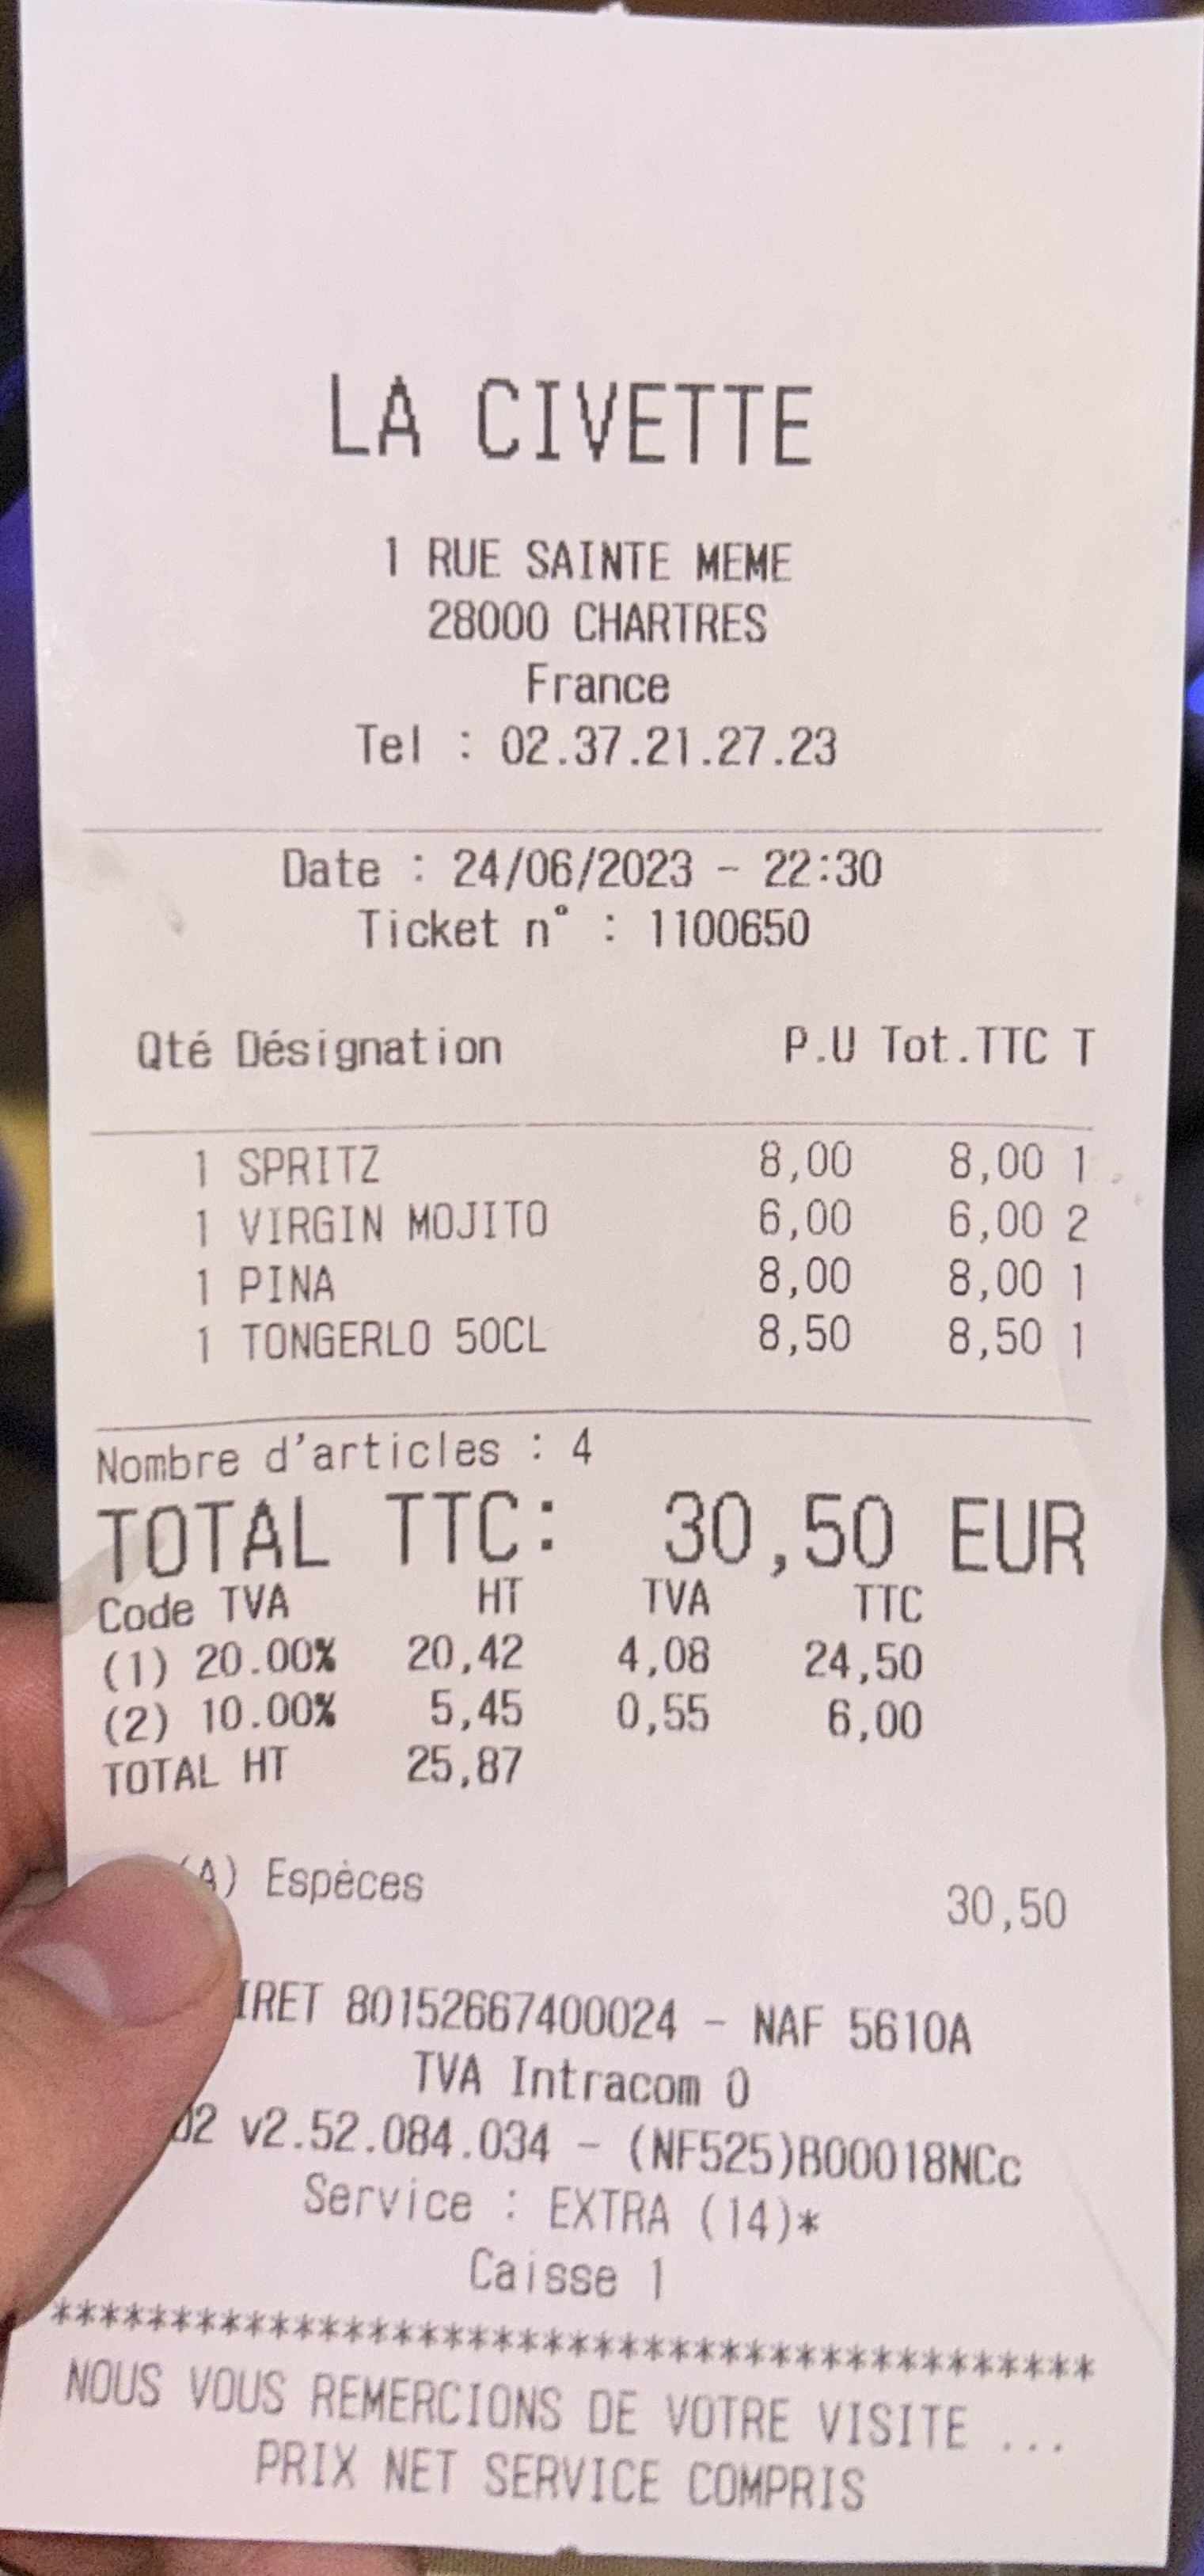 LA CIVETTE
1 RUE SAINTE MEME
28000 CHARTRES
France
Tel : 02.37.21.27.23
Date : 24/06/2023 - 22:30
Ticket n° : 1100650
Qté Désignation P.U Tot.TTC T
1 SPRITZ 8,00 8,00 1
1 VIRGIN MOJITO 6,00 6,00 2
1 PINA 8,00 8,00 1
1 TONGERLO 50CL 8,50 8,50 1
Nombre d'articles : 4
TOTAL TTC: 30,50 EUR
Code TVA HT TVA TTC
(1) 20.00% 20,42 4,08 24,50
(2) 10.00% 5,45 0,55 6,00
TOTAL HT 25,87
(A) Espèces 30,50
IRET 80152667400024 - NAF 5610A
TVA Intracom 0
02 v2.52.084.034 - (NF525)B00018NCc
Service : EXTRA (14)*
Caisse 1
*******************************************
NOUS VOUS REMERCIONS DE VOTRE VISITE ...
PRIX NET SERVICE COMPRIS